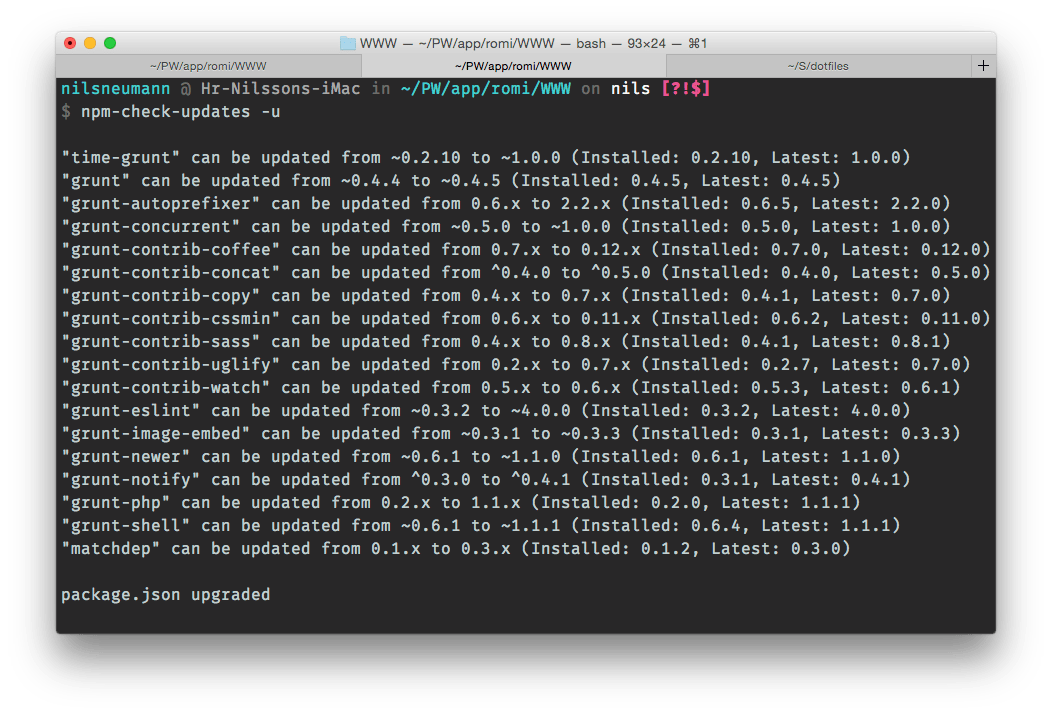 WWW — ~/PW/app/romi/WWW — bash — 93×24 — ⌘1
~/PW/app/romi/WWW ~/PW/app/romi/WWW ~/S/dotfiles +
nilsneumann @ Hr-Nilssons-iMac in ~/PW/app/romi/WWW on nils [?!$]
$ npm-check-updates -u
"time-grunt" can be updated from ~0.2.10 to ~1.0.0 (Installed: 0.2.10, Latest: 1.0.0)
"grunt" can be updated from ~0.4.4 to ~0.4.5 (Installed: 0.4.5, Latest: 0.4.5)
"grunt-autoprefixer" can be updated from 0.6.x to 2.2.x (Installed: 0.6.5, Latest: 2.2.0)
"grunt-concurrent" can be updated from ~0.5.0 to ~1.0.0 (Installed: 0.5.0, Latest: 1.0.0)
"grunt-contrib-coffee" can be updated from 0.7.x to 0.12.x (Installed: 0.7.0, Latest: 0.12.0)
"grunt-contrib-concat" can be updated from ^0.4.0 to ^0.5.0 (Installed: 0.4.0, Latest: 0.5.0)
"grunt-contrib-copy" can be updated from 0.4.x to 0.7.x (Installed: 0.4.1, Latest: 0.7.0)
"grunt-contrib-cssmin" can be updated from 0.6.x to 0.11.x (Installed: 0.6.2, Latest: 0.11.0)
"grunt-contrib-sass" can be updated from 0.4.x to 0.8.x (Installed: 0.4.1, Latest: 0.8.1)
"grunt-contrib-uglify" can be updated from 0.2.x to 0.7.x (Installed: 0.2.7, Latest: 0.7.0)
"grunt-contrib-watch" can be updated from 0.5.x to 0.6.x (Installed: 0.5.3, Latest: 0.6.1)
"grunt-eslint" can be updated from ~0.3.2 to ~4.0.0 (Installed: 0.3.2, Latest: 4.0.0)
"grunt-image-embed" can be updated from ~0.3.1 to ~0.3.3 (Installed: 0.3.1, Latest: 0.3.3)
"grunt-newer" can be updated from ~0.6.1 to ~1.1.0 (Installed: 0.6.1, Latest: 1.1.0)
"grunt-notify" can be updated from ^0.3.0 to ^0.4.1 (Installed: 0.3.1, Latest: 0.4.1)
"grunt-php" can be updated from 0.2.x to 1.1.x (Installed: 0.2.0, Latest: 1.1.1)
"grunt-shell" can be updated from ~0.6.1 to ~1.1.1 (Installed: 0.6.4, Latest: 1.1.1)
"matchdep" can be updated from 0.1.x to 0.3.x (Installed: 0.1.2, Latest: 0.3.0)
package.json upgraded